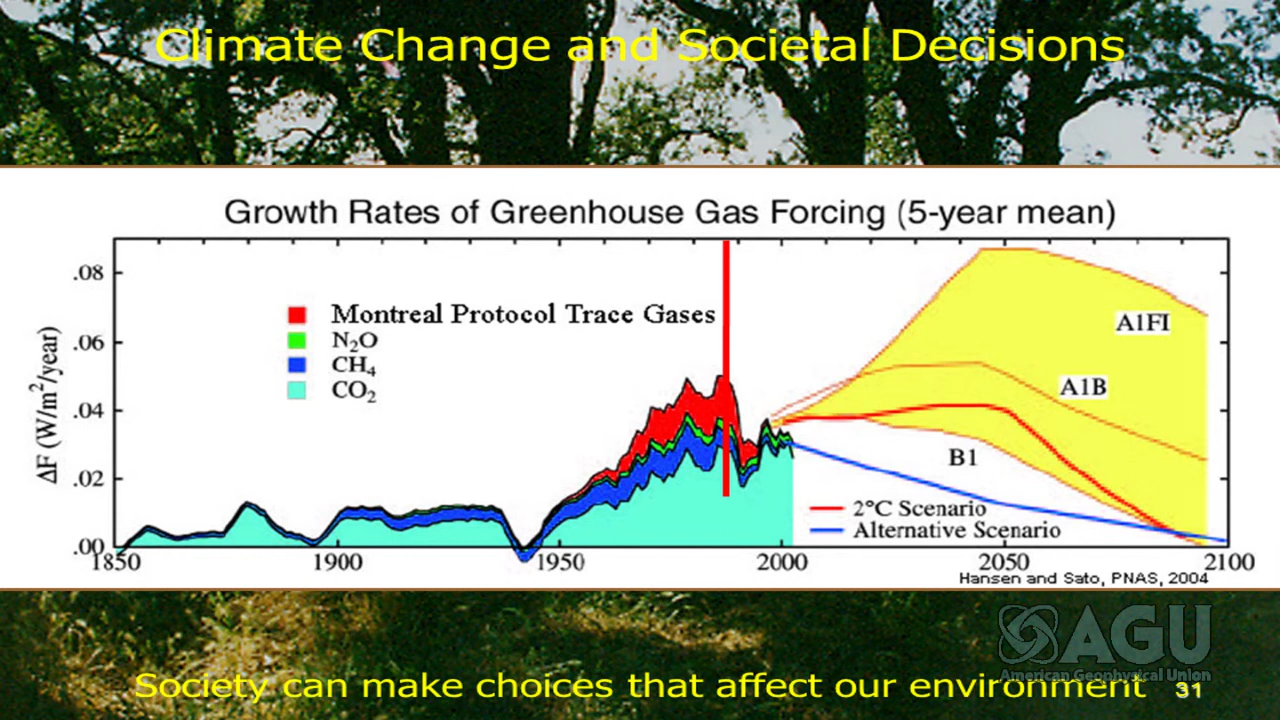 Climate Change and Societal Decisions
Growth Rates of Greenhouse Gas Forcing (5-year mean)
ΔF (W/m²/year)
.08
.06
.04
.02
.00
Montreal Protocol Trace Gases
N₂O
CH₄
CO₂
A1FI
A1B
B1
2°C Scenario
Alternative Scenario
1850 1900 1950 2000 2050 2100
Hansen and Sato, PNAS, 2004
AGU
American Geophysical Union
Society can make choices that affect our environment 31